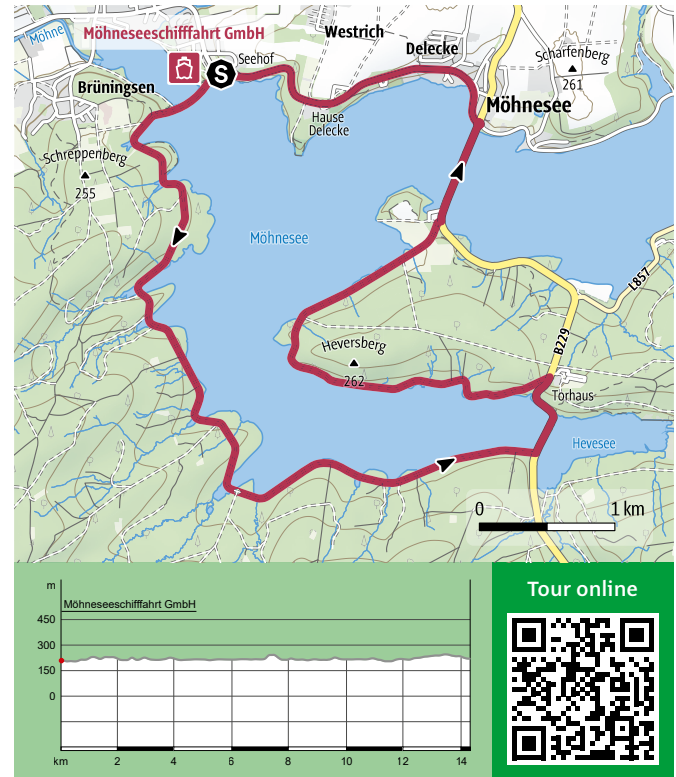 Möhne
Möhneseeschifffahrt GmbH
Westrich
Seehof
Delecke
S
Scharfenberg
261
Brüningsen
Möhnesee
Hause
Delecke
Schreppenberg
255
Möhnesee
L857
B229
Heversberg
262
Torhaus
Hevesee
0 1 km
Tour online
m
Möhneseeschifffahrt GmbH
450
300
150
0
km 2 4 6 8 10 12 14